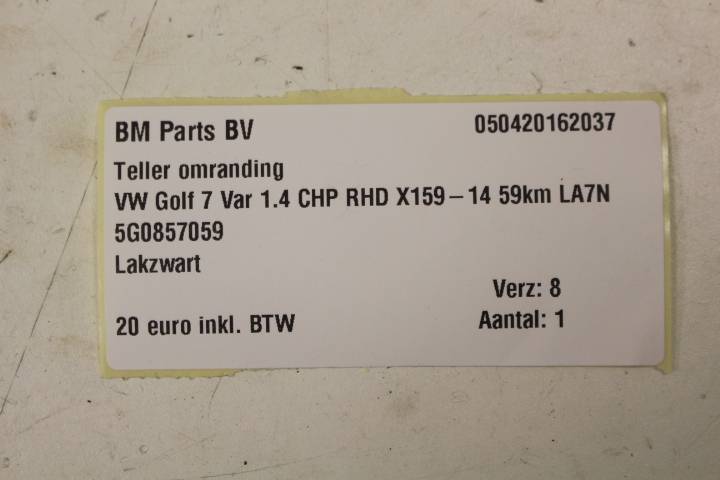 BM Parts BV 050420162037
Teller omranding
VW Golf 7 Var 1.4 CHP RHD X159-14 59km LA7N
5G0857059
Lakzwart
Verz: 8
20 euro inkl. BTW Aantal: 1